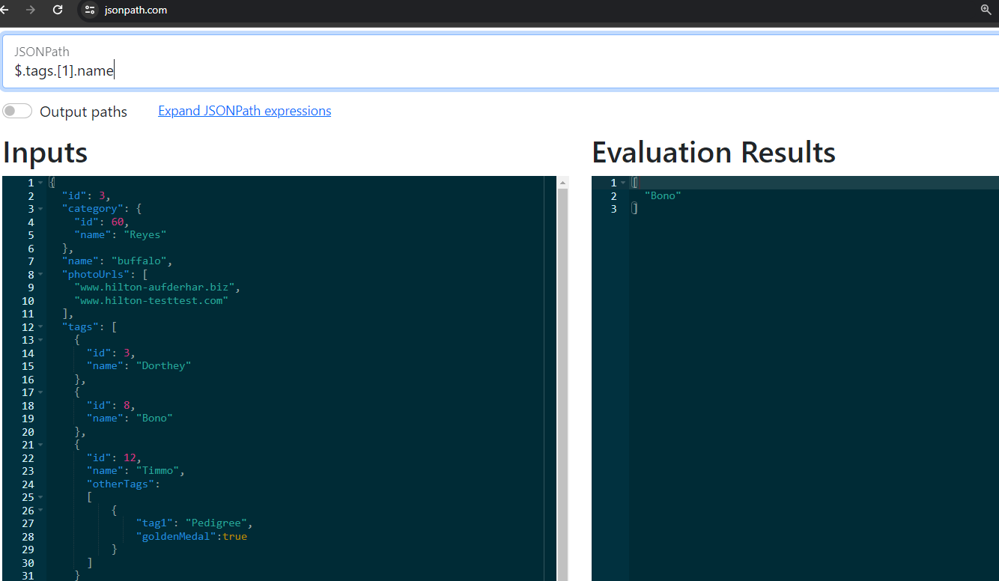 jsonpath.com
JSONPath
$.tags.[1].name
Output paths Expand JSONPath expressions
Inputs
1 {
2 "id": 3,
3 "category": {
4 "id": 60,
5 "name": "Reyes"
6 },
7 "name": "buffalo",
8 "photoUrls": [
9 "www.hilton-aufderhar.biz",
10 "www.hilton-testtest.com"
11 ],
12 "tags": [
13 {
14 "id": 3,
15 "name": "Dorthey"
16 },
17 {
18 "id": 8,
19 "name": "Bono"
20 },
21 {
22 "id": 12,
23 "name": "Timmo",
24 "otherTags":
25 [
26 {
27 "tag1": "Pedigree",
28 "goldenMedal":true
29 }
30 ]
31 }
Evaluation Results
1 [
2 "Bono"
3 ]